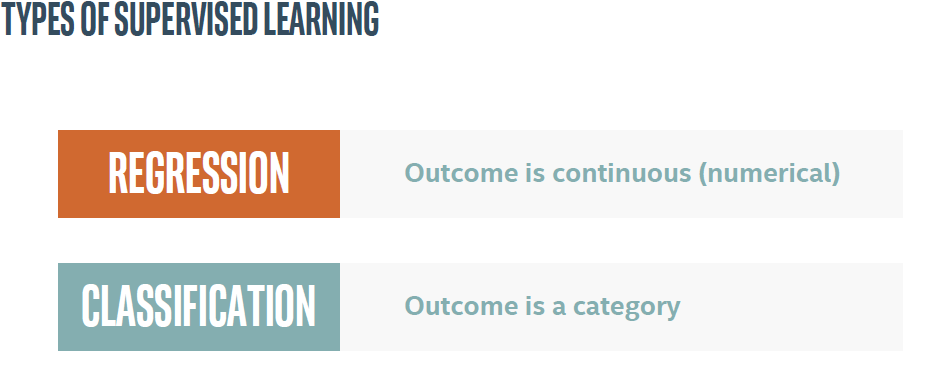 TYPES OF SUPERVISED LEARNING
REGRESSION
Outcome is continuous (numerical)
CLASSIFICATION
Outcome is a category